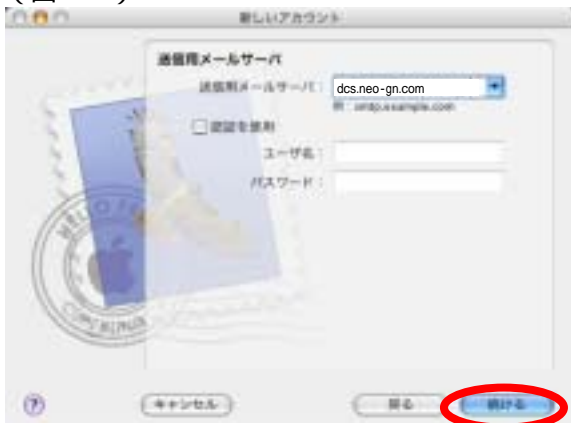 新しいアカウント
送信用メールサーバ
送信用メールサーバ： dcs.neo-gn.com
例：smtp.example.com
認証を使用
ユーザ名：
パスワード：
HELLO FROM
CUPERTINO
?
キャンセル
戻る
続ける